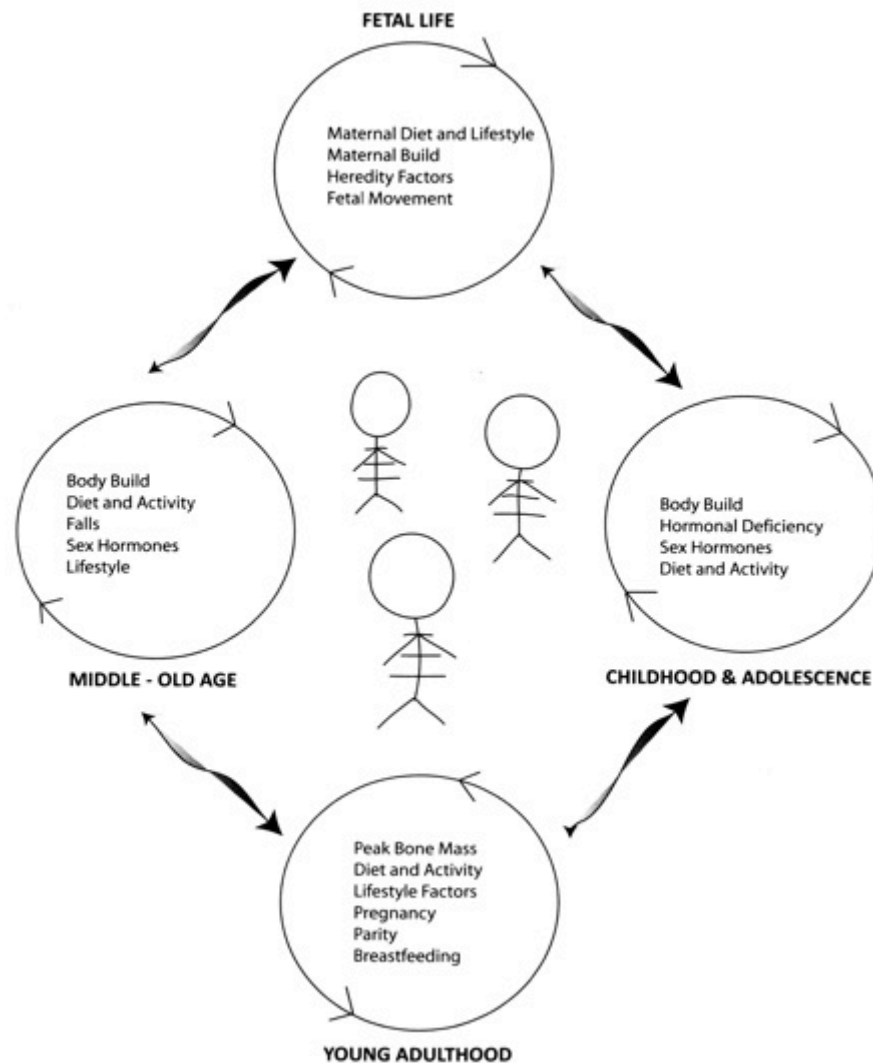 FETAL LIFE
Maternal Diet and Lifestyle
Maternal Build
Heredity Factors
Fetal Movement
Body Build
Diet and Activity
Falls
Sex Hormones
Lifestyle
MIDDLE - OLD AGE
Body Build
Hormonal Deficiency
Sex Hormones
Diet and Activity
CHILDHOOD & ADOLESCENCE
Peak Bone Mass
Diet and Activity
Lifestyle Factors
Pregnancy
Parity
Breastfeeding
YOUNG ADULTHOOD